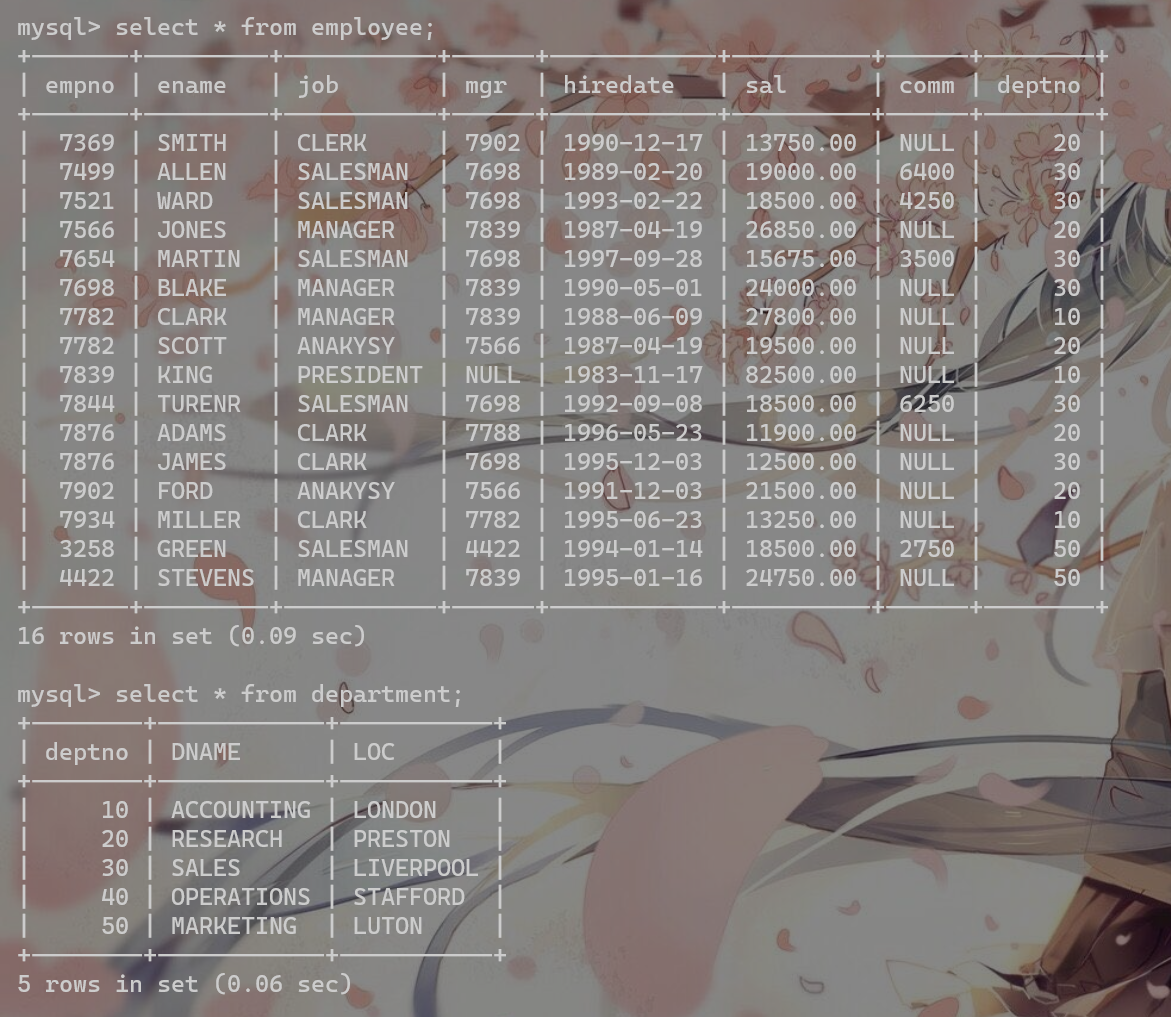 mysql> select * from employee;
+-------+---------+------------+-------+------------+----------+------+--------+
| empno | ename   | job        | mgr  | hiredate   | sal      | comm | deptno |
+-------+---------+------------+-------+------------+----------+------+--------+
|  7369 | SMITH   | CLERK     | 7902 | 1990-12-17 | 13750.00 | NULL |     20 |
|  7499 | ALLEN   | SALESMAN  | 7698 | 1989-02-20 | 19000.00 | 6400 |     30 |
|  7521 | WARD    | SALESMAN  | 7698 | 1993-02-22 | 18500.00 | 4250 |     30 |
|  7566 | JONES   | MANAGER   | 7839 | 1987-04-19 | 26850.00 | NULL |     20 |
|  7654 | MARTIN  | SALESMAN  | 7698 | 1997-09-28 | 15675.00 | 3500 |     30 |
|  7698 | BLAKE   | MANAGER   | 7839 | 1990-05-01 | 24000.00 | NULL |     30 |
|  7782 | CLARK   | MANAGER   | 7839 | 1988-06-09 | 27800.00 | NULL |     10 |
|  7782 | SCOTT   | ANAKYSY   | 7566 | 1987-04-19 | 19500.00 | NULL |     20 |
|  7839 | KING    | PRESIDENT | NULL | 1983-11-17 | 82500.00 | NULL |     10 |
|  7844 | TURENR  | SALESMAN  | 7698 | 1992-09-08 | 18500.00 | 6250 |     30 |
|  7876 | ADAMS   | CLARK     | 7788 | 1996-05-23 | 11900.00 | NULL |     20 |
|  7876 | JAMES   | CLARK     | 7698 | 1995-12-03 | 12500.00 | NULL |     30 |
|  7902 | FORD    | ANAKYSY   | 7566 | 1991-12-03 | 21500.00 | NULL |     20 |
|  7934 | MILLER  | CLARK     | 7782 | 1995-06-23 | 13250.00 | NULL |     10 |
|  3258 | GREEN   | SALESMAN  | 4422 | 1994-01-14 | 18500.00 | 2750 |     50 |
|  4422 | STEVENS | MANAGER   | 7839 | 1995-01-16 | 24750.00 | NULL |     50 |
+-------+---------+------------+-------+------------+----------+------+--------+
16 rows in set (0.09 sec)
mysql> select * from department;
+--------+------------+-----------+
| deptno | DNAME      | LOC       |
+--------+------------+-----------+
|     10 | ACCOUNTING | LONDON    |
|     20 | RESEARCH   | PRESTON   |
|     30 | SALES      | LIVERPOOL |
|     40 | OPERATIONS | STAFFORD  |
|     50 | MARKETING  | LUTON     |
+--------+------------+-----------+
5 rows in set (0.06 sec)